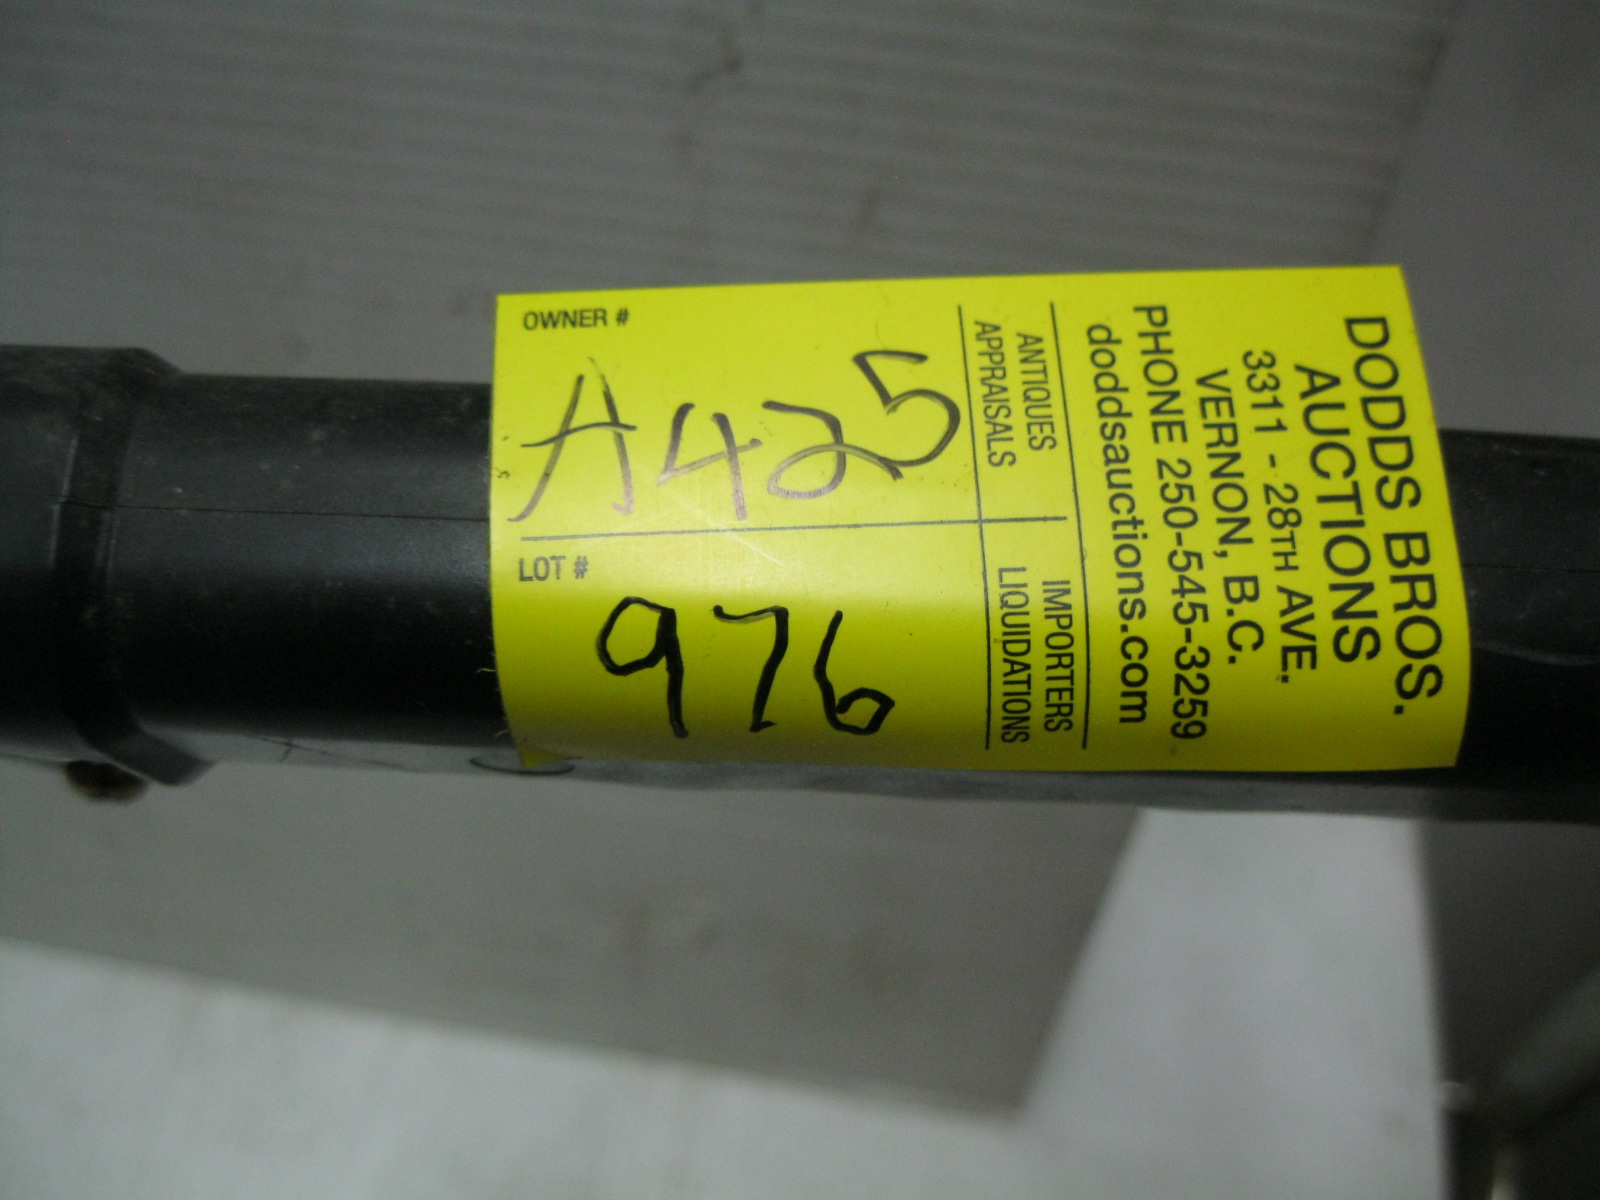 DODDS BROS.
AUCTIONS
3311 - 28TH AVE.
VERNON, B.C.
PHONE 250-545-3259
doddsauctions.com
ANTIQUES
APPRAISALS
IMPORTERS
LIQUIDATIONS
OWNER #
A425
LOT #
976